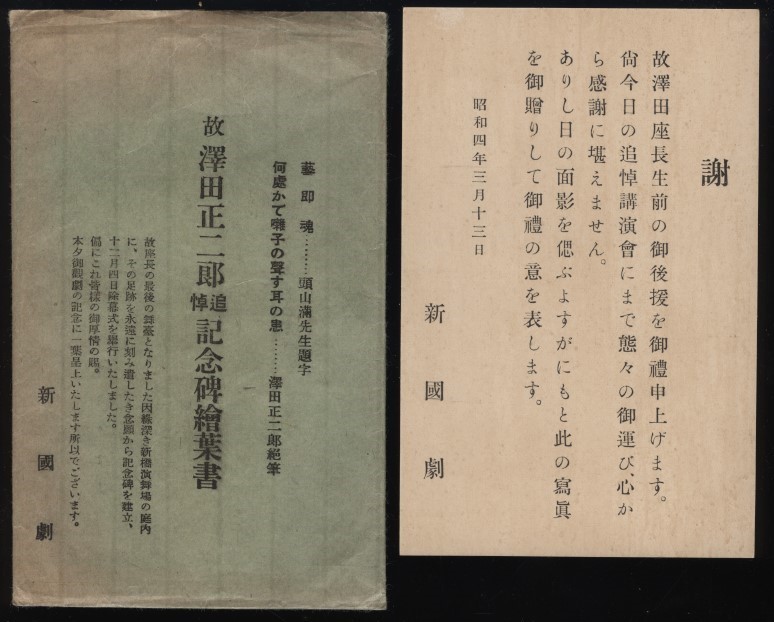 謝
故澤田座長生前の御後援を御禮申上げます。
尙今日の追悼講演會にまで態々の御運び、心か
ら感謝に堪えません。
ありし日の面影を偲ぶよすがにもと此の寫眞
を御贈りして御禮の意を表します。
昭和四年三月十三日
新國劇
藝卽魂………頭山滿先生題字
何處かで囃子の聲す耳の患………澤田正二郎絕筆
故澤田正二郎追悼記念碑繪葉書
故座長の最後の舞臺となりました因緣深き新橋演舞場の庭內
に、その足跡を永遠に刻み遺したき念願から記念碑を建立、
十二月四日除幕式を擧行いたしました。
偏にこれ皆樣の御厚情の賜。
本夕御觀劇の記念に一葉呈上いたします所以でございます。
新國劇